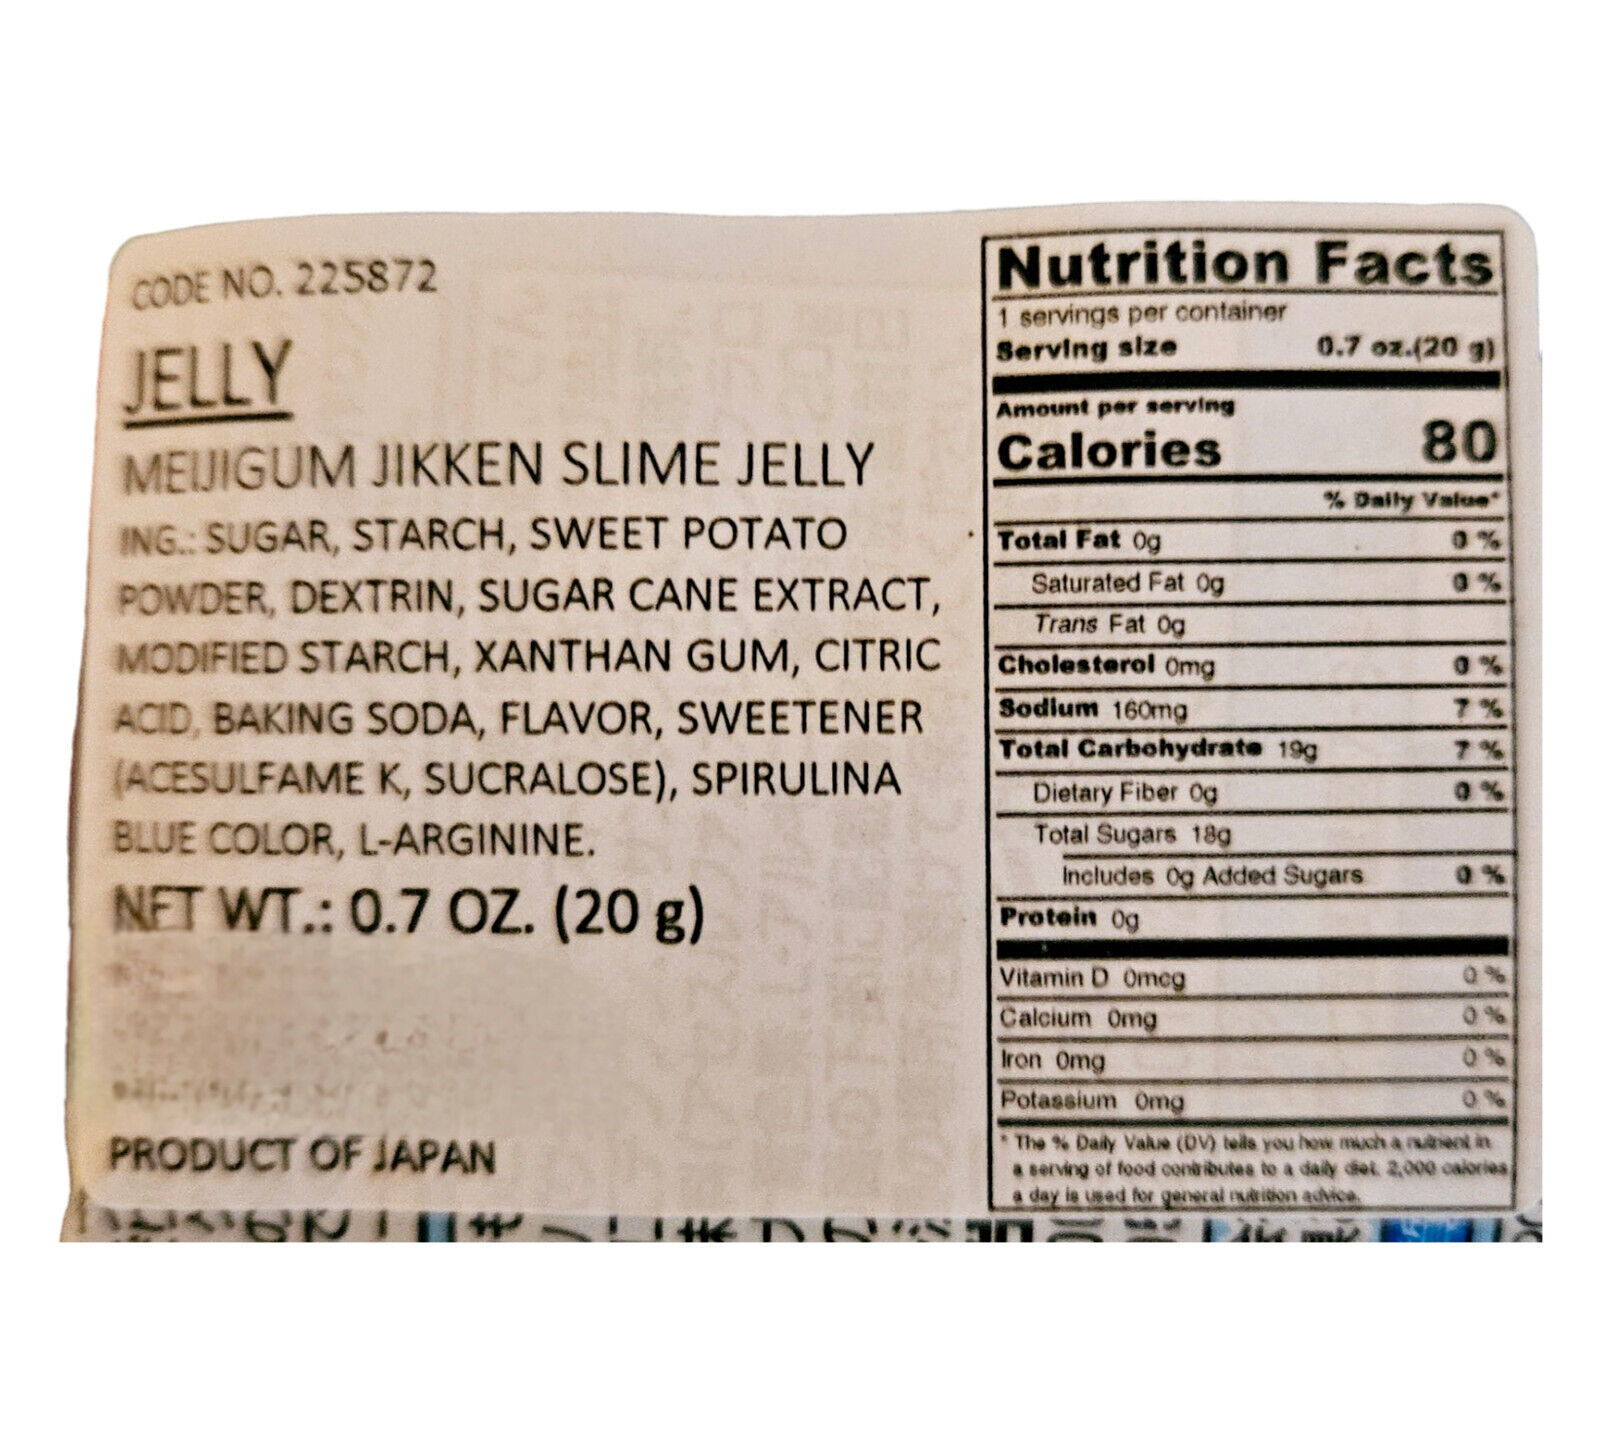 CODE NO. 225872
JELLY
MEIJIGUM JIKKEN SLIME JELLY
ING.: SUGAR, STARCH, SWEET POTATO
POWDER, DEXTRIN, SUGAR CANE EXTRACT,
MODIFIED STARCH, XANTHAN GUM, CITRIC
ACID, BAKING SODA, FLAVOR, SWEETENER
(ACESULFAME K, SUCRALOSE), SPIRULINA
BLUE COLOR, L-ARGININE.
NET WT.: 0.7 OZ. (20 g)
PRODUCT OF JAPAN
Nutrition Facts
1 servings per container
Serving size 0.7 oz.(20 g)
Amount per serving
Calories 80
% Daily Value*
Total Fat 0g 0 %
Saturated Fat 0g 0 %
Trans Fat 0g
Cholesterol 0mg 0 %
Sodium 160mg 7 %
Total Carbohydrate 19g 7 %
Dietary Fiber 0g 0 %
Total Sugars 18g
Includes 0g Added Sugars 0 %
Protein 0g
Vitamin D 0mcg 0 %
Calcium 0mg 0 %
Iron 0mg 0 %
Potassium 0mg 0 %
* The % Daily Value (DV) tells you how much a nutrient in
a serving of food contributes to a daily diet. 2,000 calories
a day is used for general nutrition advice.